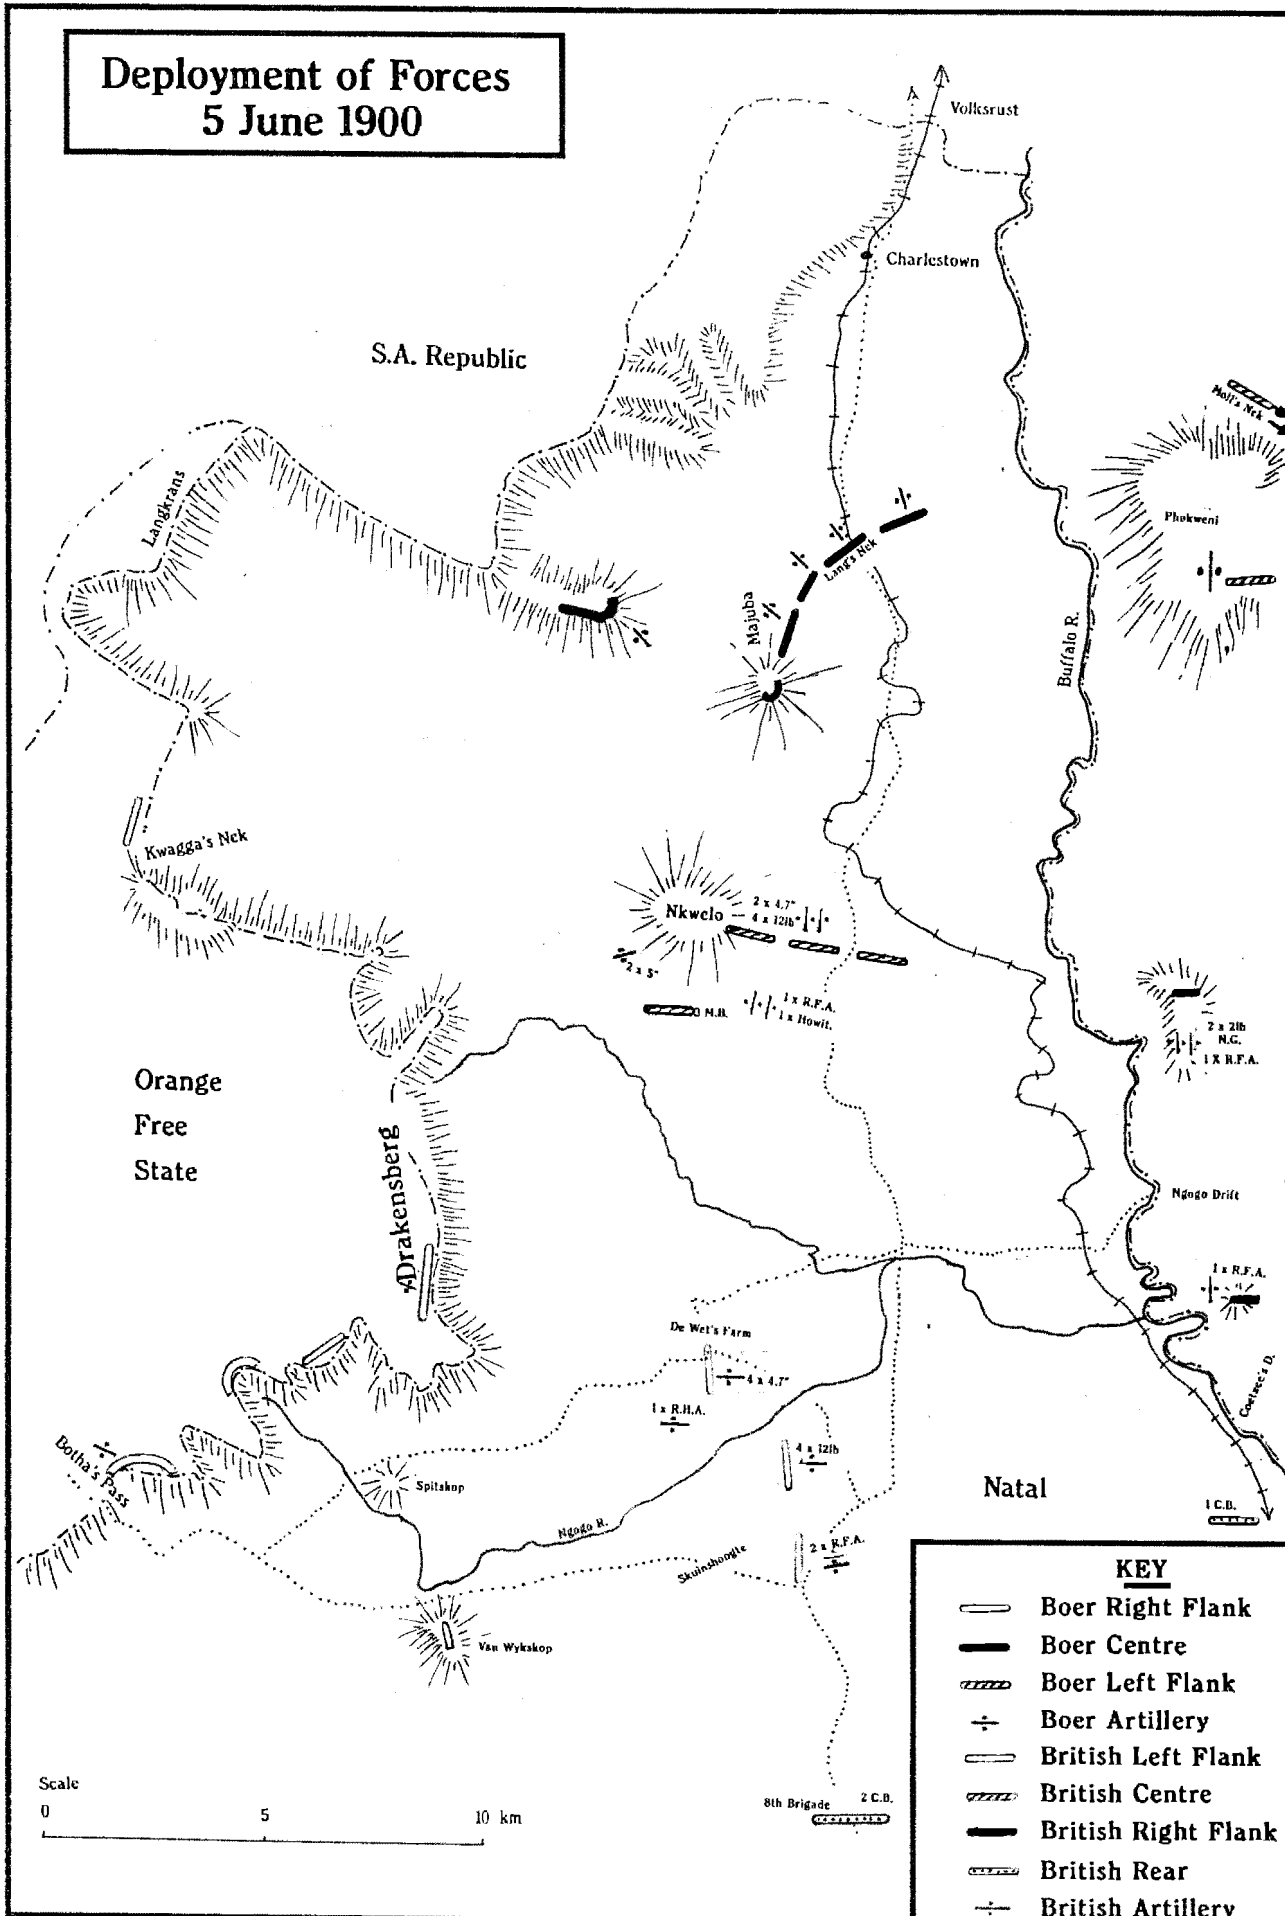 Deployment of Forces
5 June 1900
Volksrust
Charlestown
S.A. Republic
Langkrans
Moll's Nek
Phokweni
Lang's Nek
Majuba
Buffalo R.
Kwagga's Nek
Nkwelo
2 x 4.7"
4 x 12lb
2 x 5"
M.B.
1 x R.F.A.
1 x Howit.
2 x 2lb
N.G.
1 X R.F.A.
Orange
Free
State
Drakensberg
Ngogo Drift
1 x R.F.A.
De Wet's Farm
4 x 4.7"
1 x R.H.A.
Coetzee's D.
Botha's Pass
4 x 12lb
Spitskop
Natal
1 C.B.
Ngogo R.
2 x R.F.A.
Skuinshoogte
Van Wykskop
8th Brigade
2 C.B.
Scale
0 5 10 km
KEY
Boer Right Flank
Boer Centre
Boer Left Flank
Boer Artillery
British Left Flank
British Centre
British Right Flank
British Rear
British Artillery